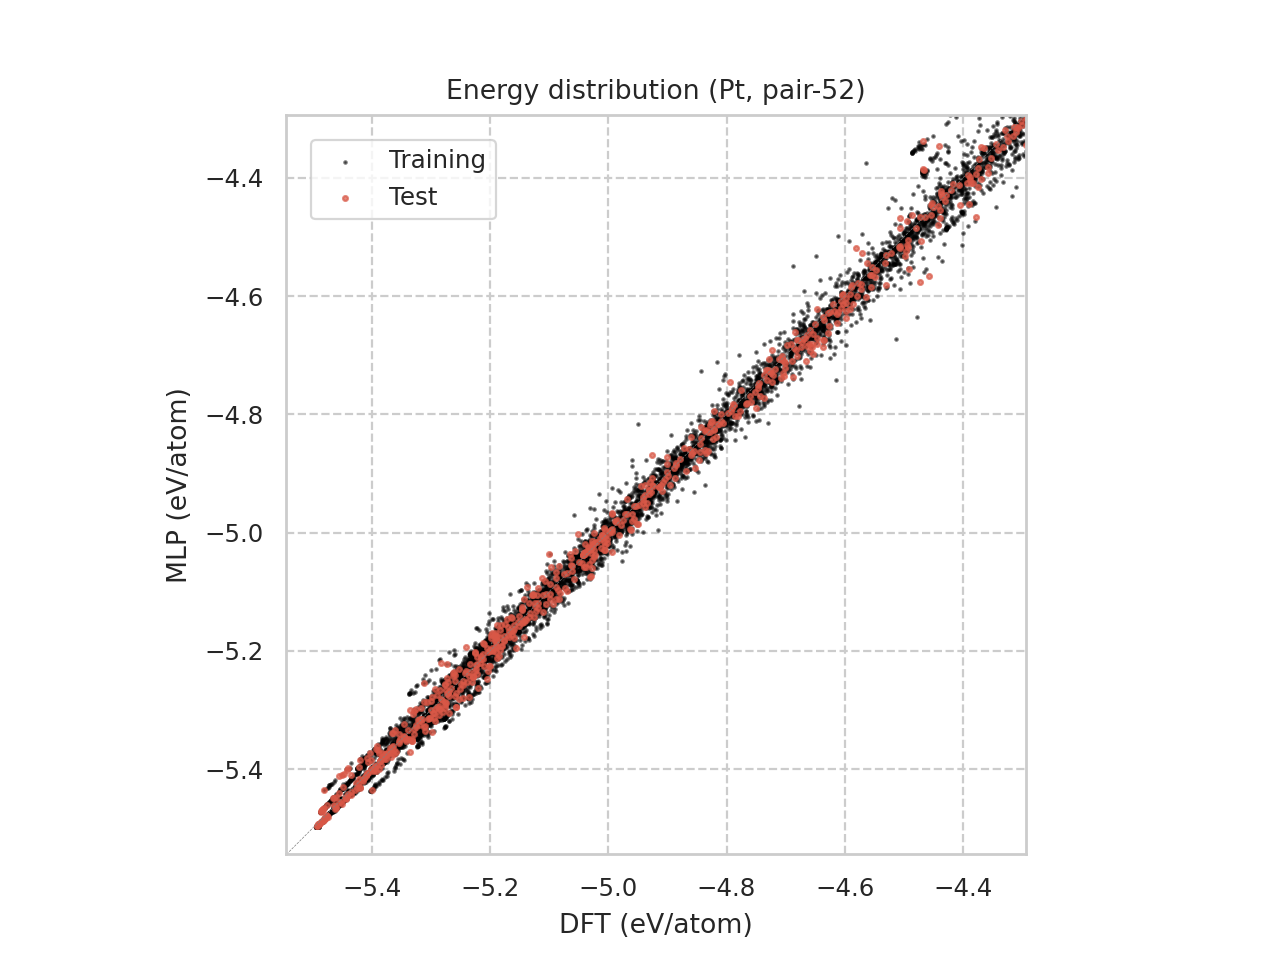 Energy distribution (Pt, pair-52)
Training
Test
MLP (eV/atom)
−4.4
−4.6
−4.8
−5.0
−5.2
−5.4
−5.4 −5.2 −5.0 −4.8 −4.6 −4.4
DFT (eV/atom)